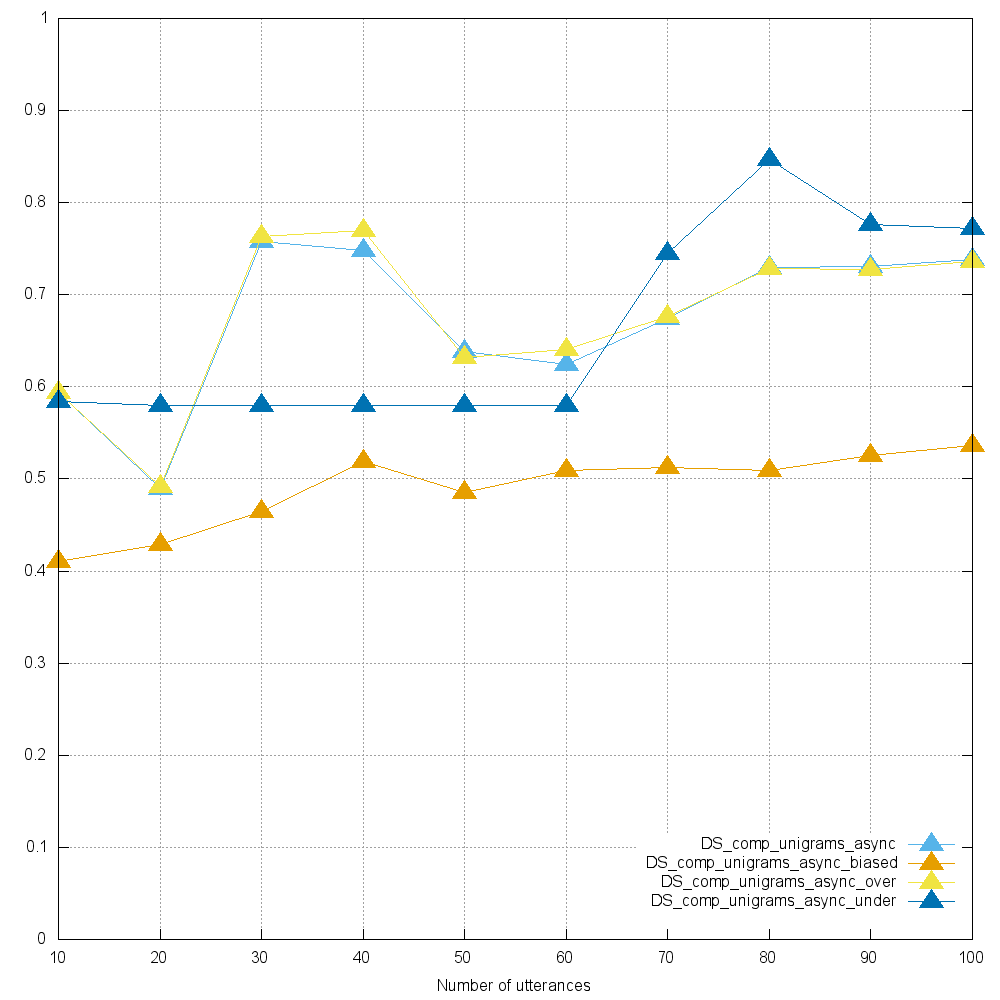 1
0.9
0.8
0.7
0.6
0.5
0.4
0.3
0.2
0.1
0
10 20 30 40 50 60 70 80 90 100
Number of utterances
DS_comp_unigrams_async
DS_comp_unigrams_async_biased
DS_comp_unigrams_async_over
DS_comp_unigrams_async_under